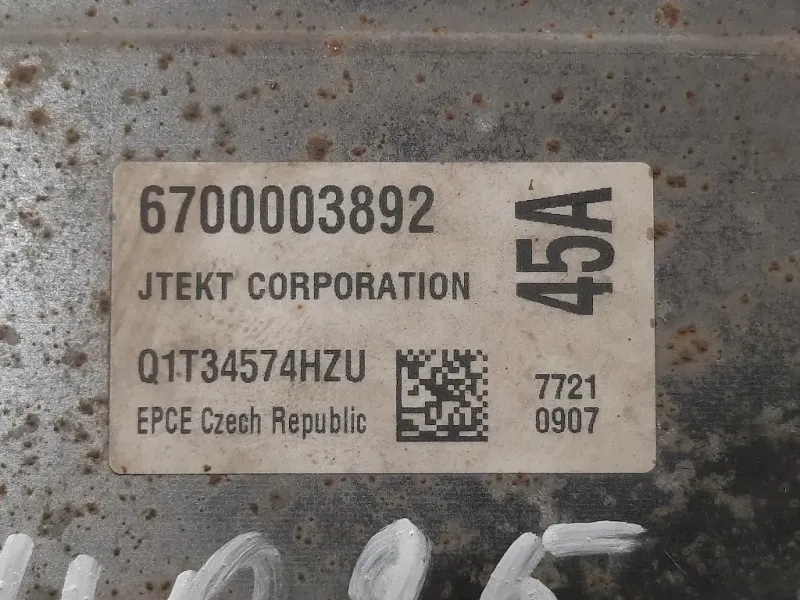 6700003892
45A
JTEKT CORPORATION
Q1T34574HZU
7721
EPCE Czech Republic
0907